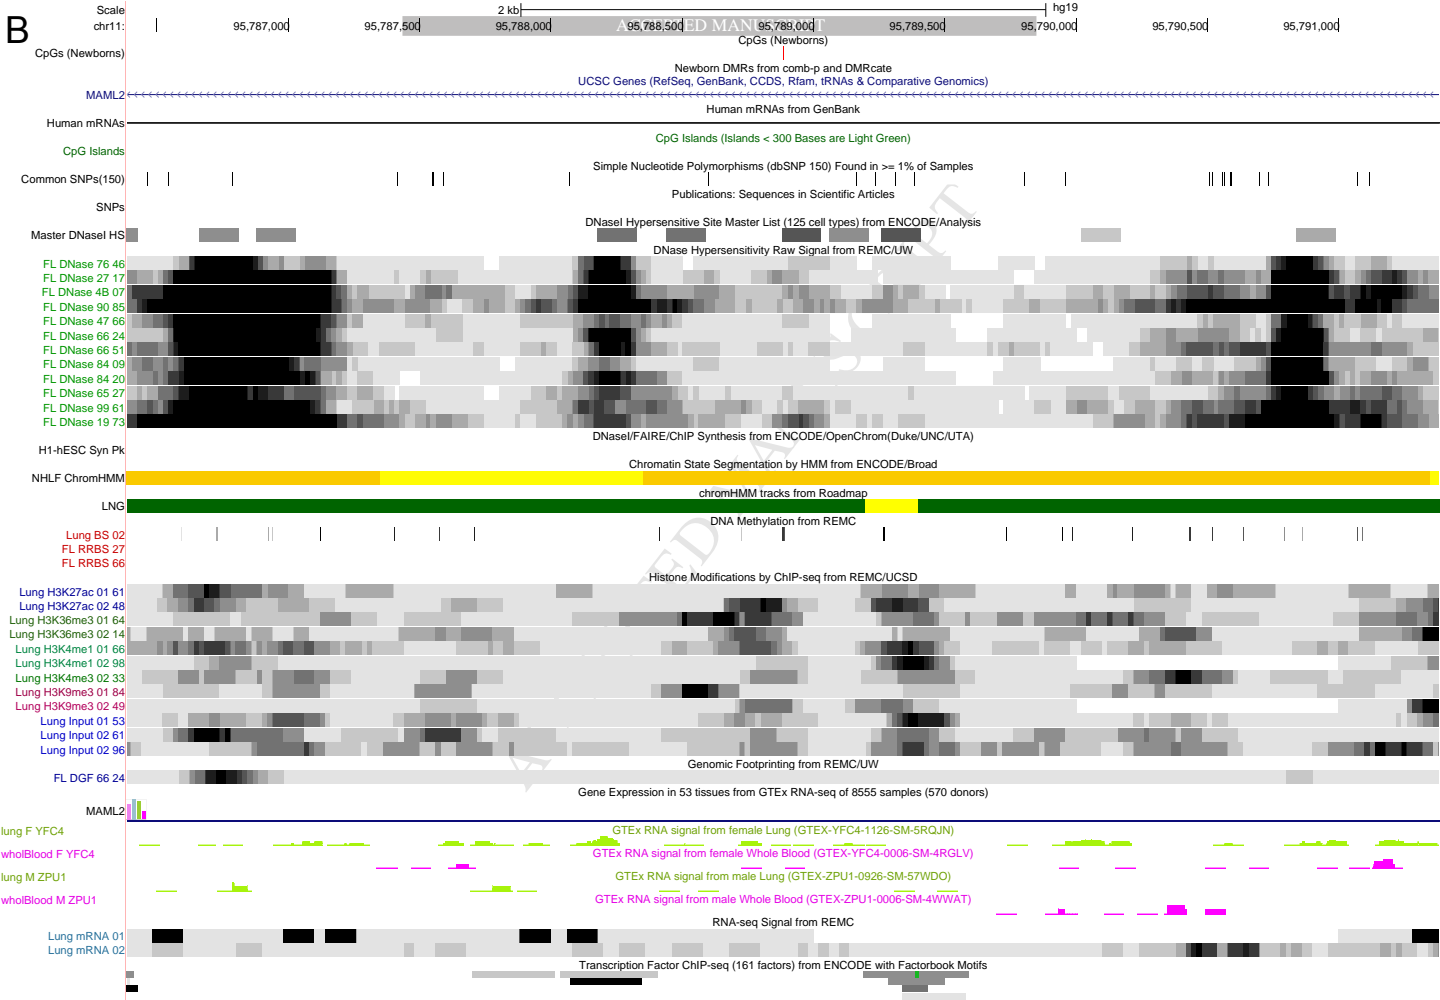 B
Scale 2 kb hg19
chr11: 95,787,000 95,787,500 95,788,000 95,788,500 95,789,000 95,789,500 95,790,000 95,790,500 95,791,000
ACCEPTED MANUSCRIPT
CpGs (Newborns)
CpGs (Newborns)
Newborn DMRs from comb-p and DMRcate
UCSC Genes (RefSeq, GenBank, CCDS, Rfam, tRNAs & Comparative Genomics)
MAML2
Human mRNAs from GenBank
Human mRNAs
CpG Islands (Islands < 300 Bases are Light Green)
CpG Islands
Simple Nucleotide Polymorphisms (dbSNP 150) Found in >= 1% of Samples
Common SNPs(150)
Publications: Sequences in Scientific Articles
SNPs
DNaseI Hypersensitive Site Master List (125 cell types) from ENCODE/Analysis
Master DNaseI HS
DNase Hypersensitivity Raw Signal from REMC/UW
FL DNase 76 46
FL DNase 27 17
FL DNase 4B 07
FL DNase 90 85
FL DNase 47 66
FL DNase 66 24
FL DNase 66 51
FL DNase 84 09
FL DNase 84 20
FL DNase 65 27
FL DNase 99 61
FL DNase 19 73
DNaseI/FAIRE/ChIP Synthesis from ENCODE/OpenChrom(Duke/UNC/UTA)
H1-hESC Syn Pk
Chromatin State Segmentation by HMM from ENCODE/Broad
NHLF ChromHMM
chromHMM tracks from Roadmap
LNG
DNA Methylation from REMC
Lung BS 02
FL RRBS 27
FL RRBS 66
Histone Modifications by ChIP-seq from REMC/UCSD
Lung H3K27ac 01 61
Lung H3K27ac 02 48
Lung H3K36me3 01 64
Lung H3K36me3 02 14
Lung H3K4me1 01 66
Lung H3K4me1 02 98
Lung H3K4me3 02 33
Lung H3K9me3 01 84
Lung H3K9me3 02 49
Lung Input 01 53
Lung Input 02 61
Lung Input 02 96
Genomic Footprinting from REMC/UW
FL DGF 66 24
Gene Expression in 53 tissues from GTEx RNA-seq of 8555 samples (570 donors)
MAML2
lung F YFC4 GTEx RNA signal from female Lung (GTEX-YFC4-1126-SM-5RQJN)
wholBlood F YFC4 GTEx RNA signal from female Whole Blood (GTEX-YFC4-0006-SM-4RGLV)
lung M ZPU1 GTEx RNA signal from male Lung (GTEX-ZPU1-0926-SM-57WDO)
wholBlood M ZPU1 GTEx RNA signal from male Whole Blood (GTEX-ZPU1-0006-SM-4WWAT)
RNA-seq Signal from REMC
Lung mRNA 01
Lung mRNA 02
Transcription Factor ChIP-seq (161 factors) from ENCODE with Factorbook Motifs
ACCEPTED MANUSCRIPT